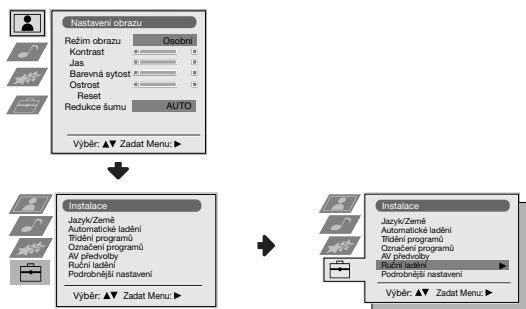 Nastavení obrazu
Režim obrazu Osobní
Kontrast
Jas
Barevná sytost
Ostrost
Reset
Redukce šumu AUTO
Výběr: ▲▼ Zadat Menu: ▶
Instalace
Jazyk/Země
Automatické ladění
Třídění programů
Označení programů
AV předvolby
Ruční ladění
Podrobnější nastavení
Výběr: ▲▼ Zadat Menu: ▶
Instalace
Jazyk/Země
Automatické ladění
Třídění programů
Označení programů
AV předvolby
Ruční ladění ▶
Podrobnější nastavení
Výběr: ▲▼ Zadat Menu: ▶